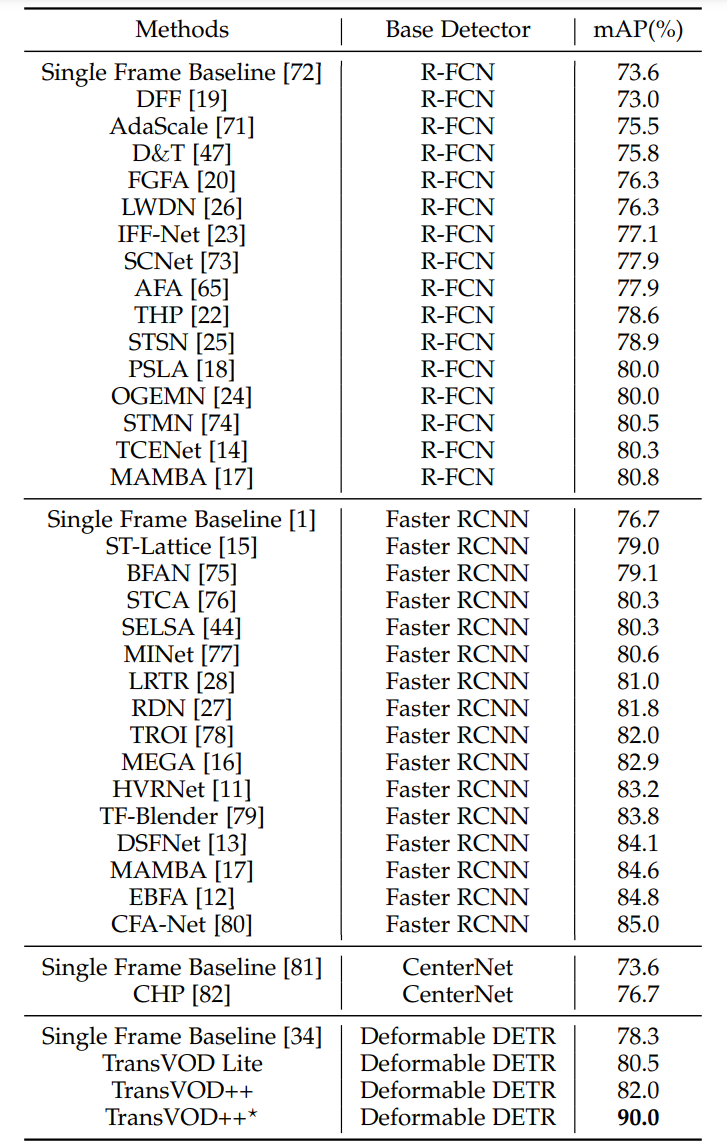 Methods Base Detector mAP(%)
Single Frame Baseline [72] R-FCN 73.6
DFF [19] R-FCN 73.0
AdaScale [71] R-FCN 75.5
D&T [47] R-FCN 75.8
FGFA [20] R-FCN 76.3
LWDN [26] R-FCN 76.3
IFF-Net [23] R-FCN 77.1
SCNet [73] R-FCN 77.9
AFA [65] R-FCN 77.9
THP [22] R-FCN 78.6
STSN [25] R-FCN 78.9
PSLA [18] R-FCN 80.0
OGEMN [24] R-FCN 80.0
STMN [74] R-FCN 80.5
TCENet [14] R-FCN 80.3
MAMBA [17] R-FCN 80.8
Single Frame Baseline [1] Faster RCNN 76.7
ST-Lattice [15] Faster RCNN 79.0
BFAN [75] Faster RCNN 79.1
STCA [76] Faster RCNN 80.3
SELSA [44] Faster RCNN 80.3
MINet [77] Faster RCNN 80.6
LRTR [28] Faster RCNN 81.0
RDN [27] Faster RCNN 81.8
TROI [78] Faster RCNN 82.0
MEGA [16] Faster RCNN 82.9
HVRNet [11] Faster RCNN 83.2
TF-Blender [79] Faster RCNN 83.8
DSFNet [13] Faster RCNN 84.1
MAMBA [17] Faster RCNN 84.6
EBFA [12] Faster RCNN 84.8
CFA-Net [80] Faster RCNN 85.0
Single Frame Baseline [81] CenterNet 73.6
CHP [82] CenterNet 76.7
Single Frame Baseline [34] Deformable DETR 78.3
TransVOD Lite Deformable DETR 80.5
TransVOD++ Deformable DETR 82.0
TransVOD++* Deformable DETR 90.0